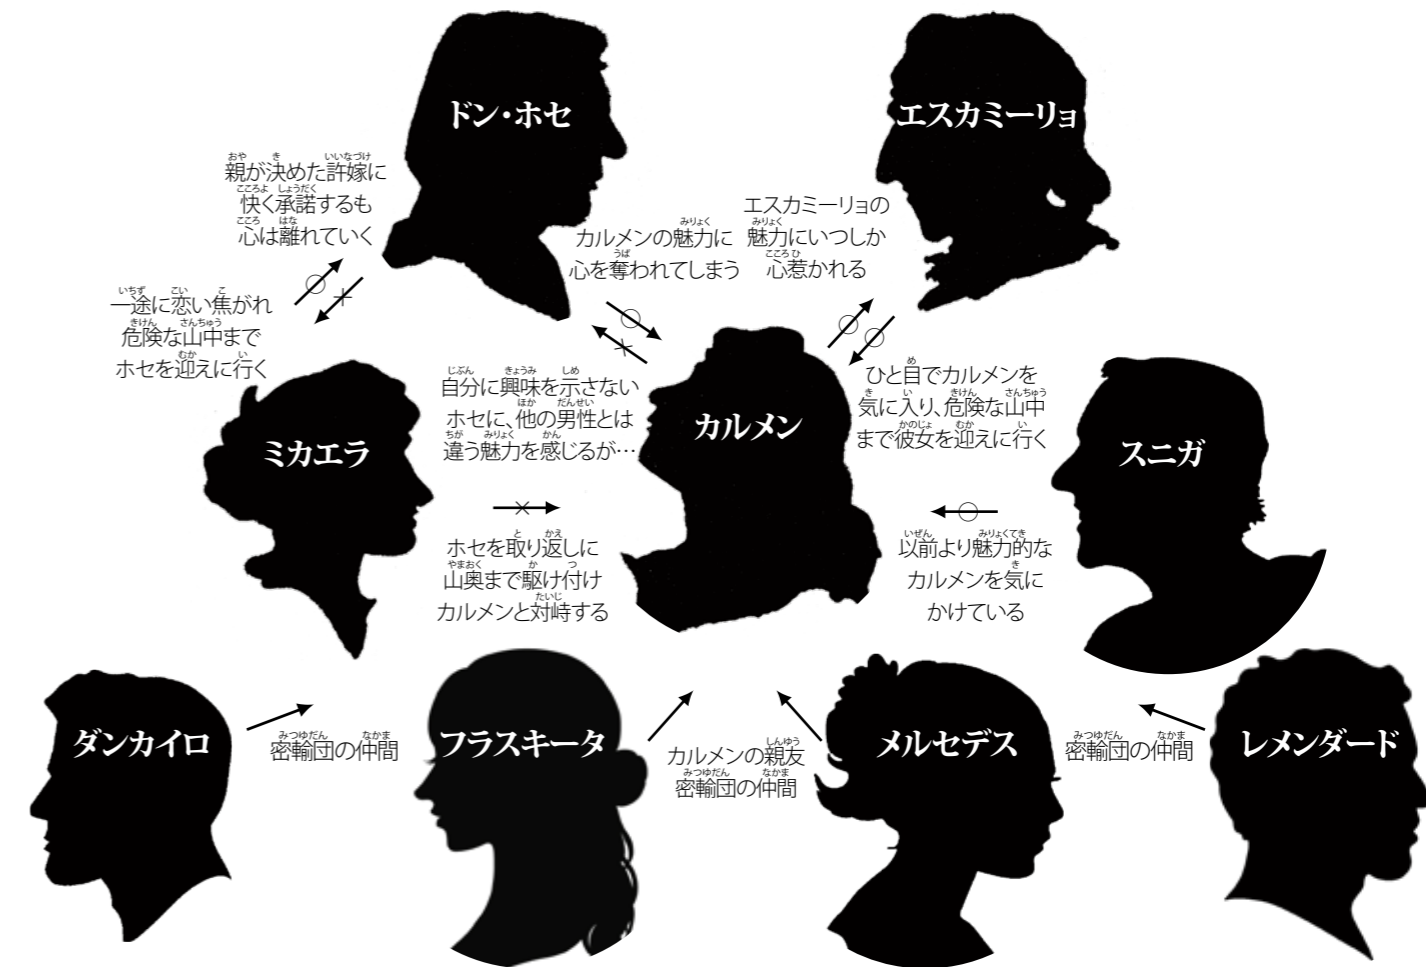 ドン・ホセ
エスカミーリョ
親が決めた許嫁に
快く承諾するも
心は離れていく
カルメンの魅力に
心を奪われてしまう
エスカミーリョの
魅力にいつしか
心惹かれる
一途に恋い焦がれ
危険な山中まで
ホセを迎えに行く
自分に興味を示さない
ホセに、他の男性とは
違う魅力を感じるが…
ひと目でカルメンを
気に入り、危険な山中
まで彼女を迎えに行く
ミカエラ
カルメン
スニガ
ホセを取り返しに
山奥まで駆け付け
カルメンと対峙する
以前より魅力的な
カルメンを気に
かけている
ダンカイロ
密輸団の仲間
フラスキータ
カルメンの親友
密輸団の仲間
メルセデス
密輸団の仲間
レメンダード